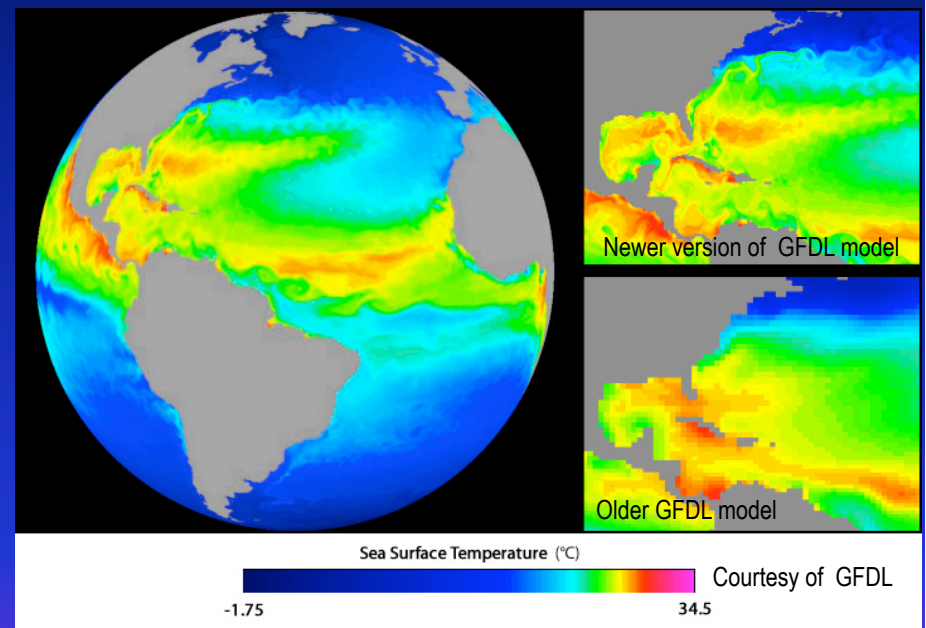 Newer version of GFDL model
Older GFDL model
Sea Surface Temperature (°C)
-1.75
34.5
Courtesy of GFDL